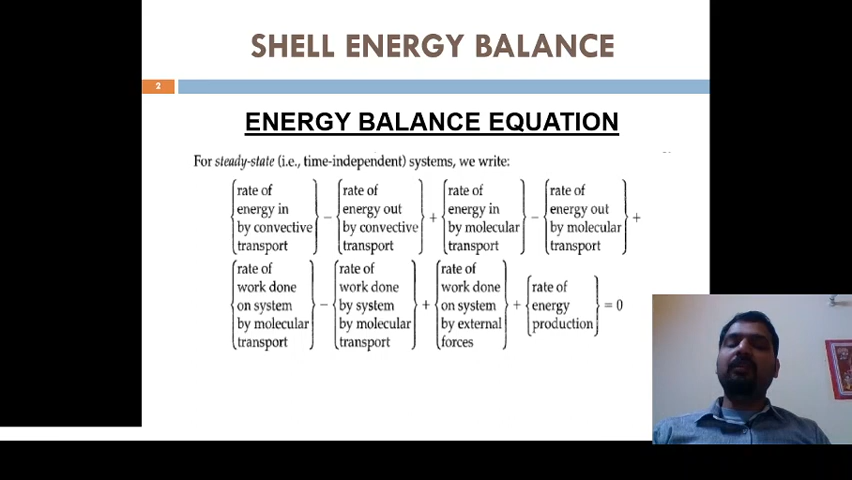 SHELL ENERGY BALANCE
2
ENERGY BALANCE EQUATION
For steady-state (i.e., time-independent) systems, we write:
{rate of energy in by convective transport} − {rate of energy out by convective transport} + {rate of energy in by molecular transport} − {rate of energy out by molecular transport} +
{rate of work done on system by molecular transport} − {rate of work done by system by molecular transport} + {rate of work done on system by external forces} + {rate of energy production} = 0